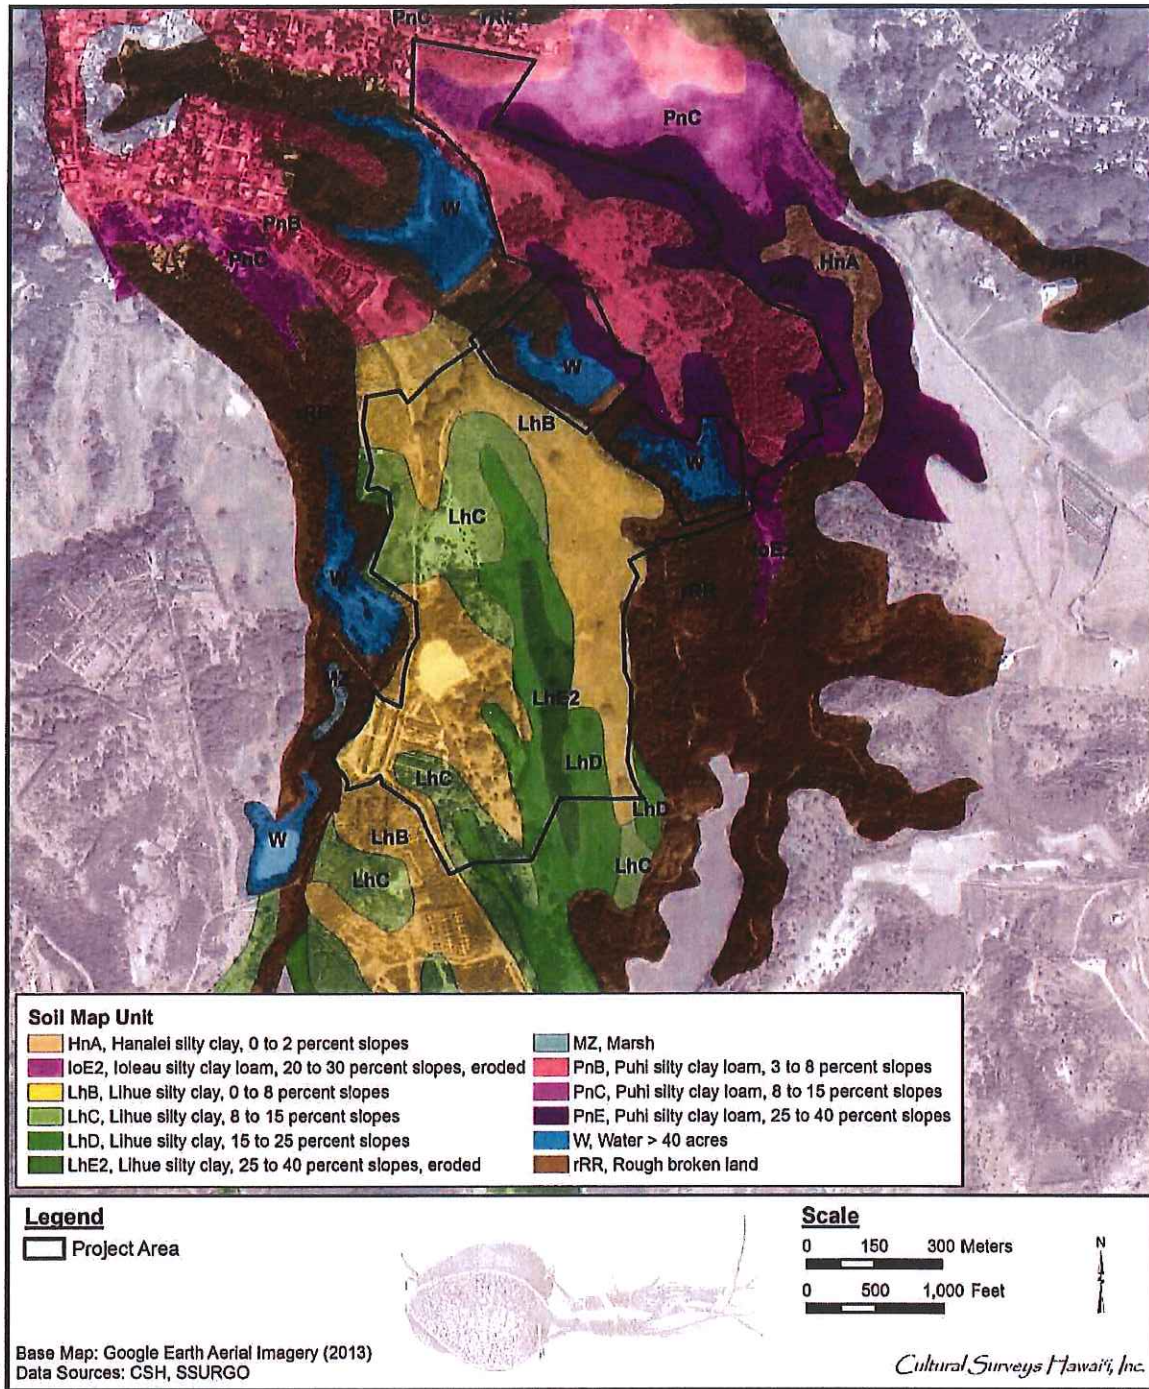 PnC
rRR
PnC
W
PnB
PnC
HnA
PnE
rRR
W
rRR
LhB
W
LhC
IoE2
W
rRR
MZ
LhE2
LhD
LhC
LhD
LhB
W
LhC
LhC
Soil Map Unit
HnA, Hanalei silty clay, 0 to 2 percent slopes
IoE2, Ioleau silty clay loam, 20 to 30 percent slopes, eroded
LhB, Lihue silty clay, 0 to 8 percent slopes
LhC, Lihue silty clay, 8 to 15 percent slopes
LhD, Lihue silty clay, 15 to 25 percent slopes
LhE2, Lihue silty clay, 25 to 40 percent slopes, eroded
MZ, Marsh
PnB, Puhi silty clay loam, 3 to 8 percent slopes
PnC, Puhi silty clay loam, 8 to 15 percent slopes
PnE, Puhi silty clay loam, 25 to 40 percent slopes
W, Water > 40 acres
rRR, Rough broken land
Legend
Project Area
Scale
0 150 300 Meters
0 500 1,000 Feet
N
Base Map: Google Earth Aerial Imagery (2013)
Data Sources: CSH, SSURGO
Cultural Surveys Hawai'i, Inc.